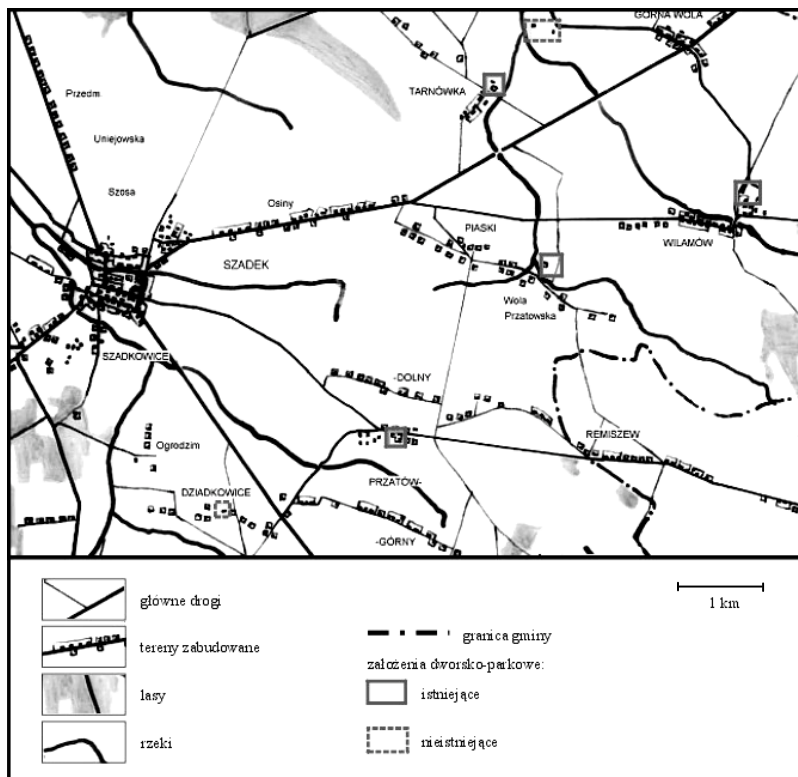 GÓRNA WOLA
TARNÓWKA
Przedm
Uniejowska
Szosa
Osiny
PIASKI
WILAMÓW
SZADEK
Wola
Przatowska
SZADKOWICE
-DOLNY
Ogrodzim
REMISZEW
DZIADKOWICE
PRZATÓW-
-GÓRNY
główne drogi
1 km
tereny zabudowane
granica gminy
założenia dworsko-parkowe:
lasy
istniejące
rzeki
nieistniejące